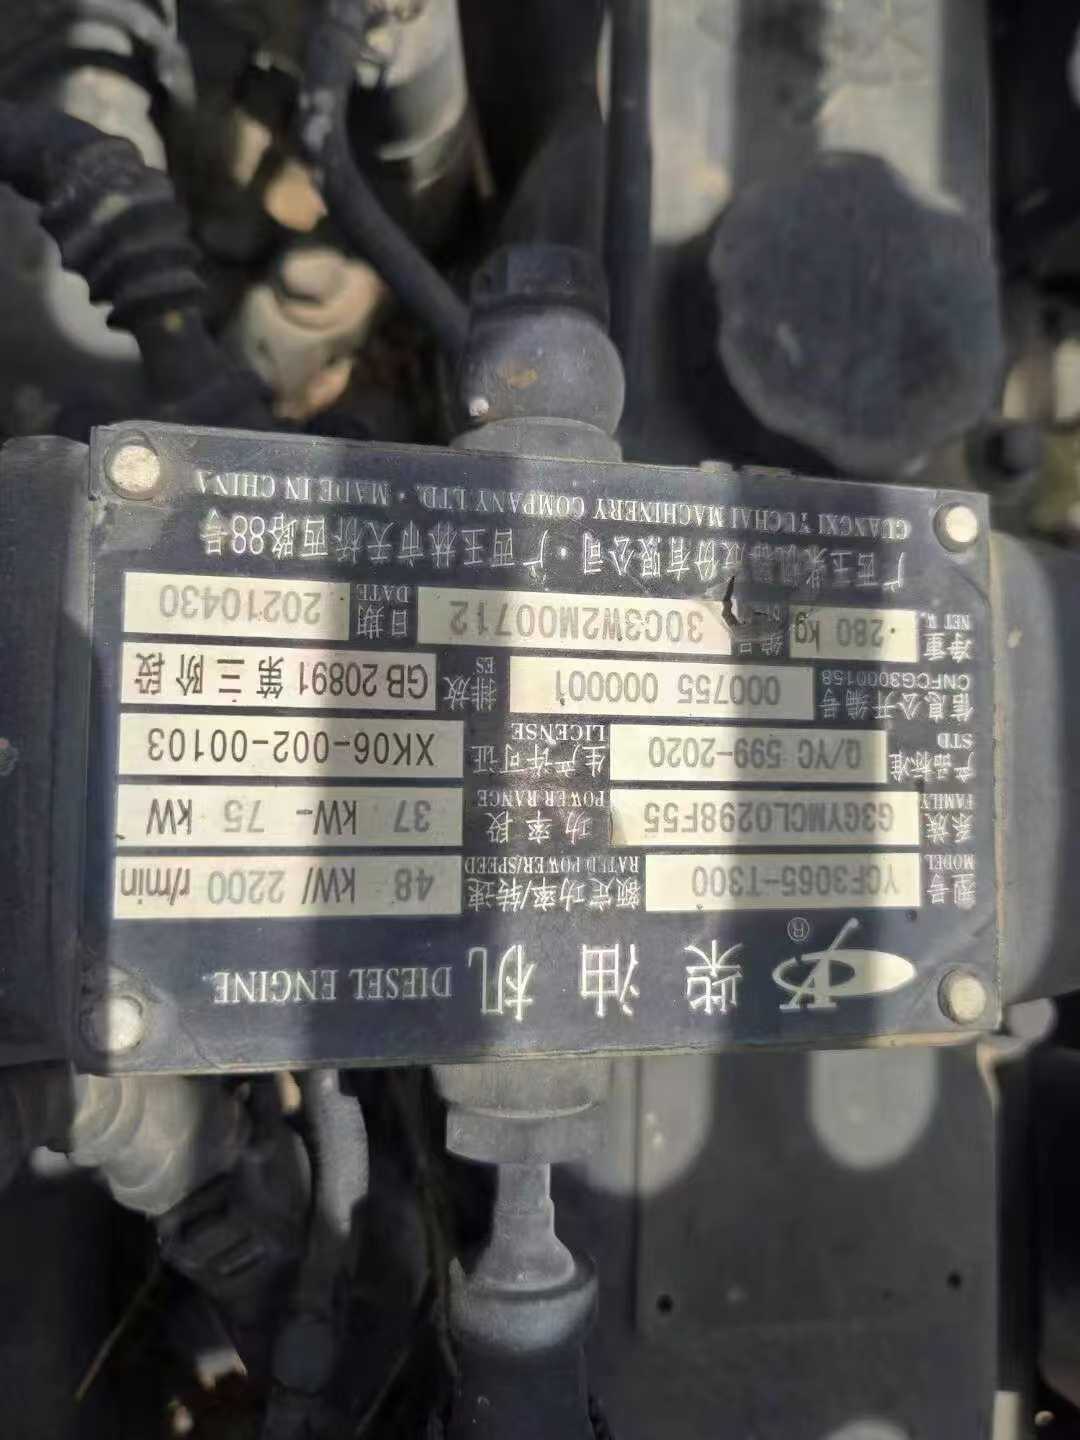 柴油机 DIESEL ENGINE
型号 MODEL YCF3065-T300 额定功率/转速 RATED POWER/SPEED 48 kW/ 2200 r/min
系族 FAMILY G3GYMCL0298F55 功率段 POWER RANGE 37 kW- 75 kW
产品标准 STD Q/YC 599-2020 生产许可证 LICENSE XK06-002-00103
信息公开编号 CNFCG3000158 000755 000001 排放 ES GB 20891 第三阶段
净重 NET W. 280 kg 编号 30C3W2M00712 日期 DATE 20210430
广西玉柴机器股份有限公司·广西玉林市天桥西路88号
GUANGXI YUCHAI MACHINERY COMPANY LTD. · MADE IN CHINA